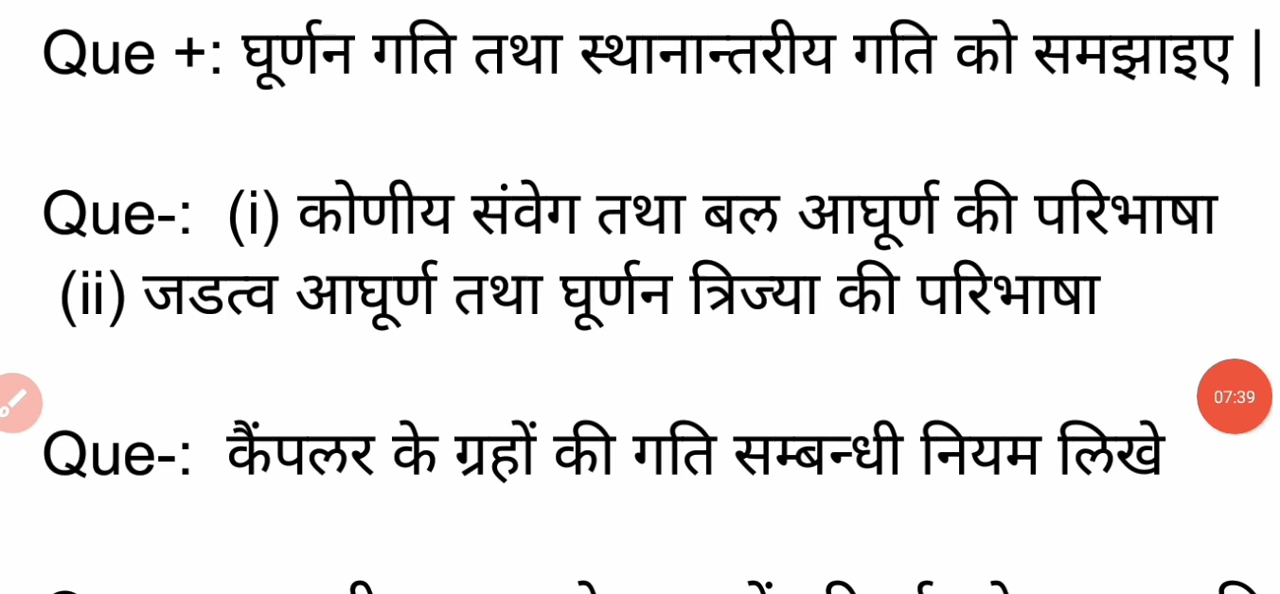 Que +: घूर्णन गति तथा स्थानान्तरीय गति को समझाइए |
Que-: (i) कोणीय संवेग तथा बल आघूर्ण की परिभाषा
(ii) जडत्व आघूर्ण तथा घूर्णन त्रिज्या की परिभाषा
07:39
Que-: कैंपलर के ग्रहों की गति सम्बन्धी नियम लिखे